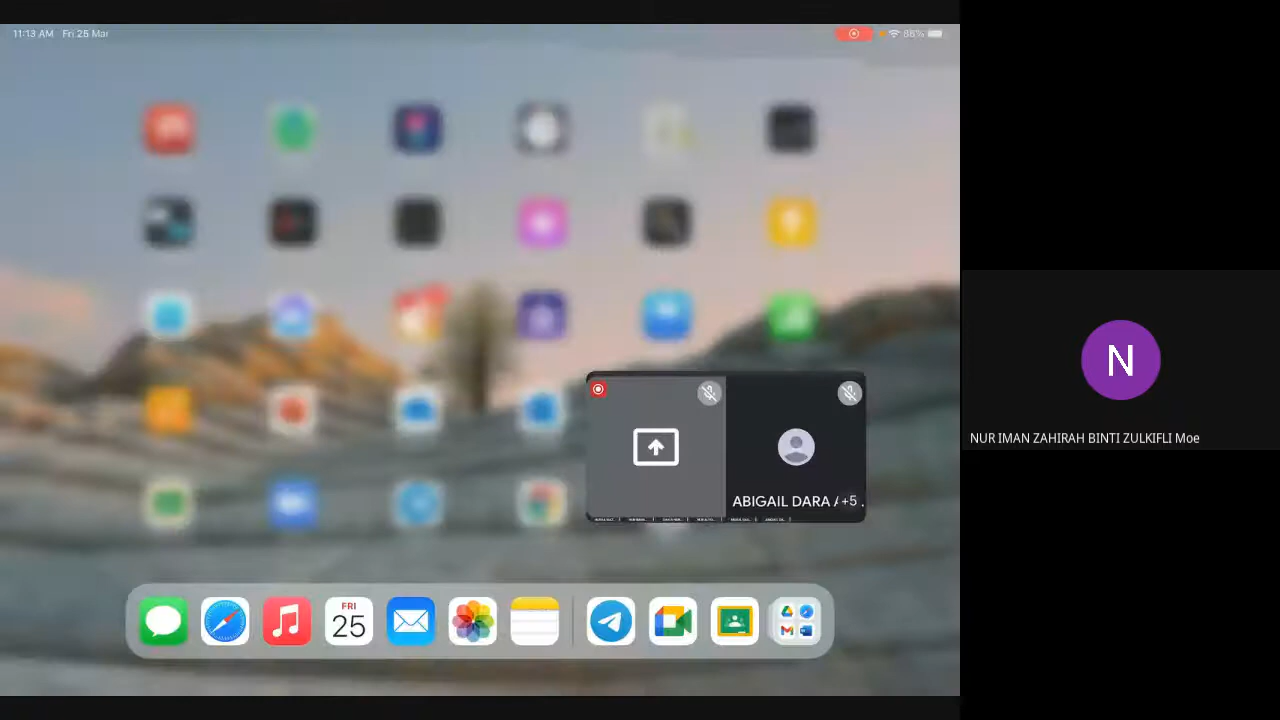 11:13 AM Fri 25 Mar
88%
ABIGAIL DARA
+5
N
NUR IMAN ZAHIRAH BINTI ZULKIFLI Moe
FRI
25